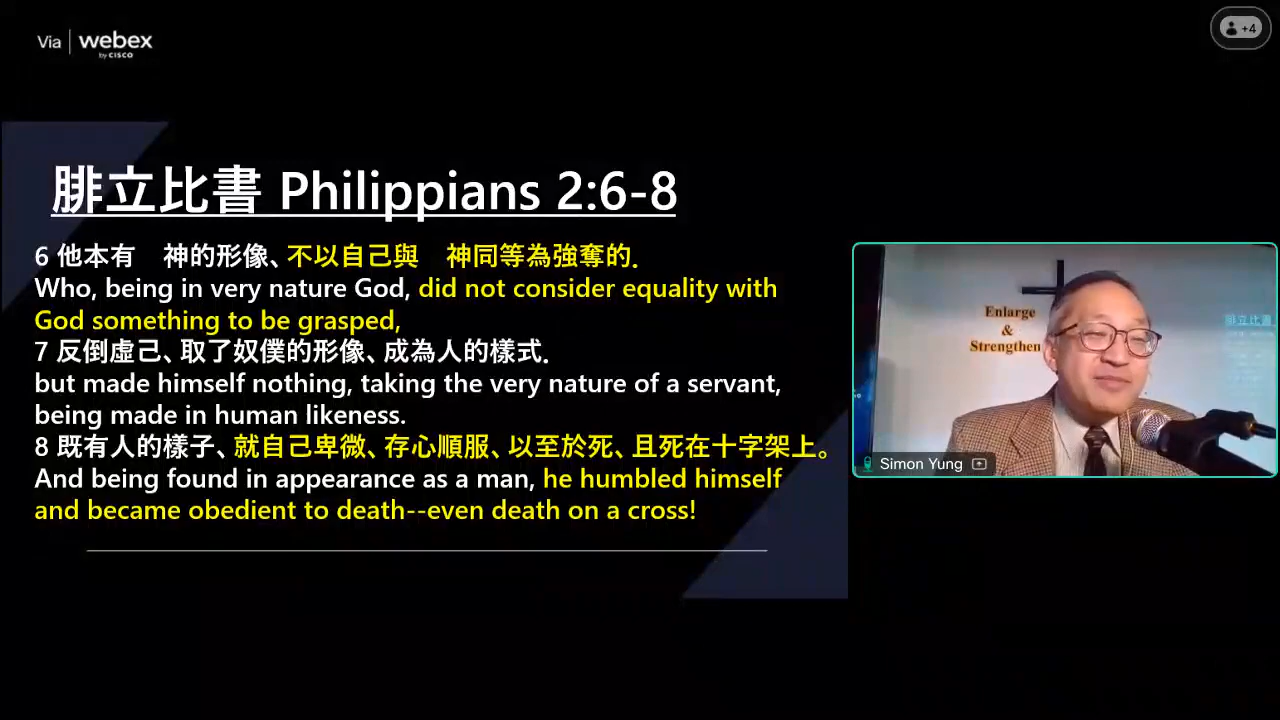 Via webex
by CISCO
+4
腓立比書 Philippians 2:6-8
6 他本有　神的形像、不以自己與　神同等為強奪的．
Who, being in very nature God, did not consider equality with
God something to be grasped,
7 反倒虛己、取了奴僕的形像、成為人的樣式．
but made himself nothing, taking the very nature of a servant,
being made in human likeness.
8 既有人的樣子、就自己卑微、存心順服、以至於死、且死在十字架上。
And being found in appearance as a man, he humbled himself
and became obedient to death--even death on a cross!
Enlarge
&
Strengthen
腓立比書
Simon Yung